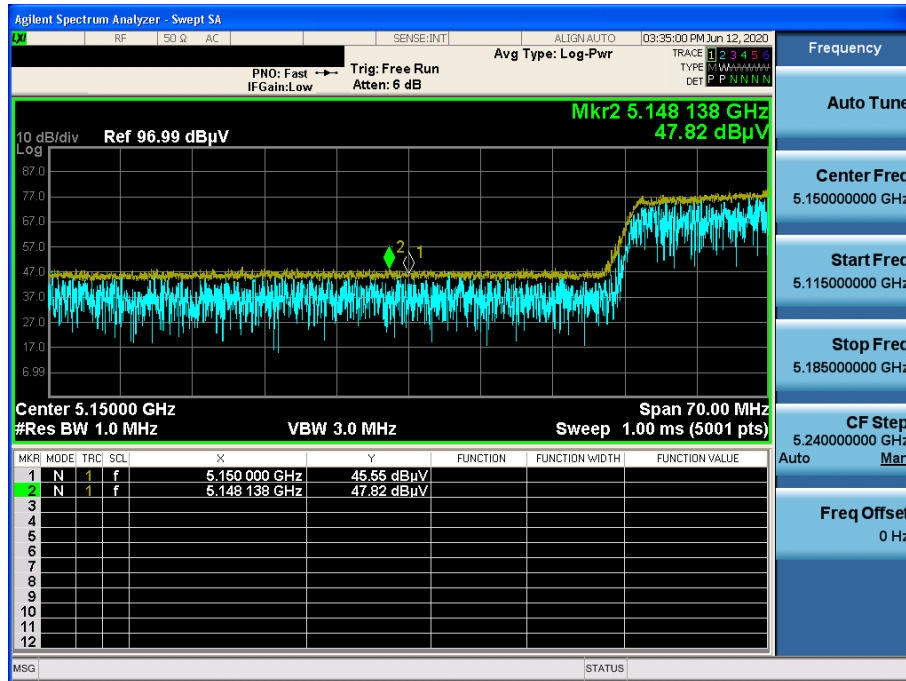 Agilent Spectrum Analyzer - Swept SA
LXI RF 50 Ω AC SENSE:INT ALIGN AUTO 03:35:00 PM Jun 12, 2020
PNO: Fast Trig: Free Run Avg Type: Log-Pwr TRACE 1 2 3 4 5 6
IFGain:Low Atten: 6 dB TYPE M W W W W W
DET P P N N N N
Mkr2 5.148 138 GHz
47.82 dBµV
10 dB/div Ref 96.99 dBµV
Log
87.0
77.0
67.0
57.0
47.0
37.0
27.0
17.0
6.99
2 1
Center 5.15000 GHz Span 70.00 MHz
#Res BW 1.0 MHz VBW 3.0 MHz Sweep 1.00 ms (5001 pts)
MKR MODE TRC SCL X Y FUNCTION FUNCTION WIDTH FUNCTION VALUE
1 N 1 f 5.150 000 GHz 45.55 dBµV
2 N 1 f 5.148 138 GHz 47.82 dBµV
3
4
5
6
7
8
9
10
11
12
MSG STATUS
Frequency
Auto Tune
Center Freq
5.150000000 GHz
Start Freq
5.115000000 GHz
Stop Freq
5.185000000 GHz
CF Step
5.240000000 GHz
Auto Man
Freq Offset
0 Hz